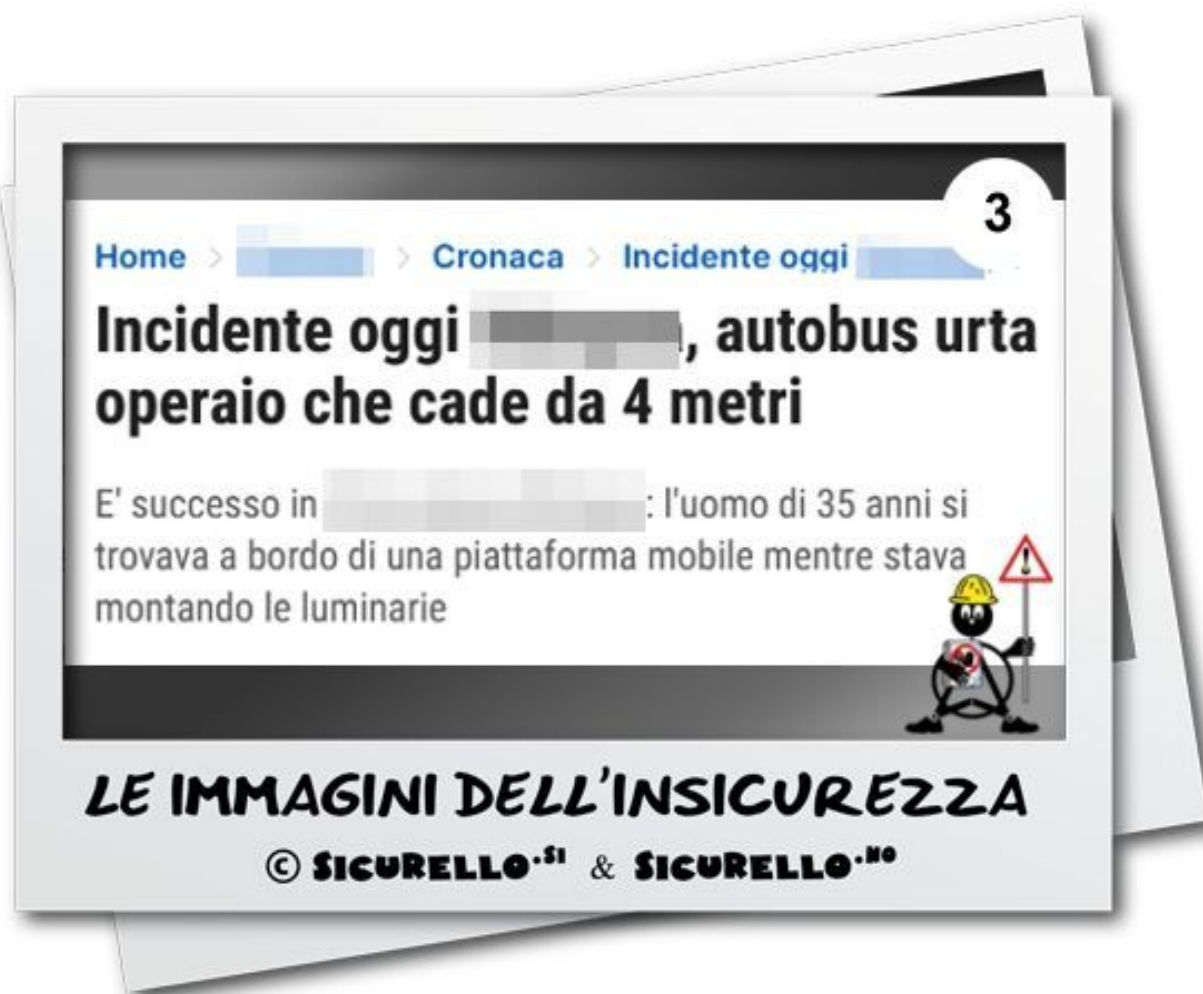 3
Home > > Cronaca > Incidente oggi
Incidente oggi , autobus urta
operaio che cade da 4 metri
E' successo in : l'uomo di 35 anni si
trovava a bordo di una piattaforma mobile mentre stava
montando le luminarie
LE IMMAGINI DELL'INSICUREZZA
© SICURELLO.SI & SICURELLO.NO